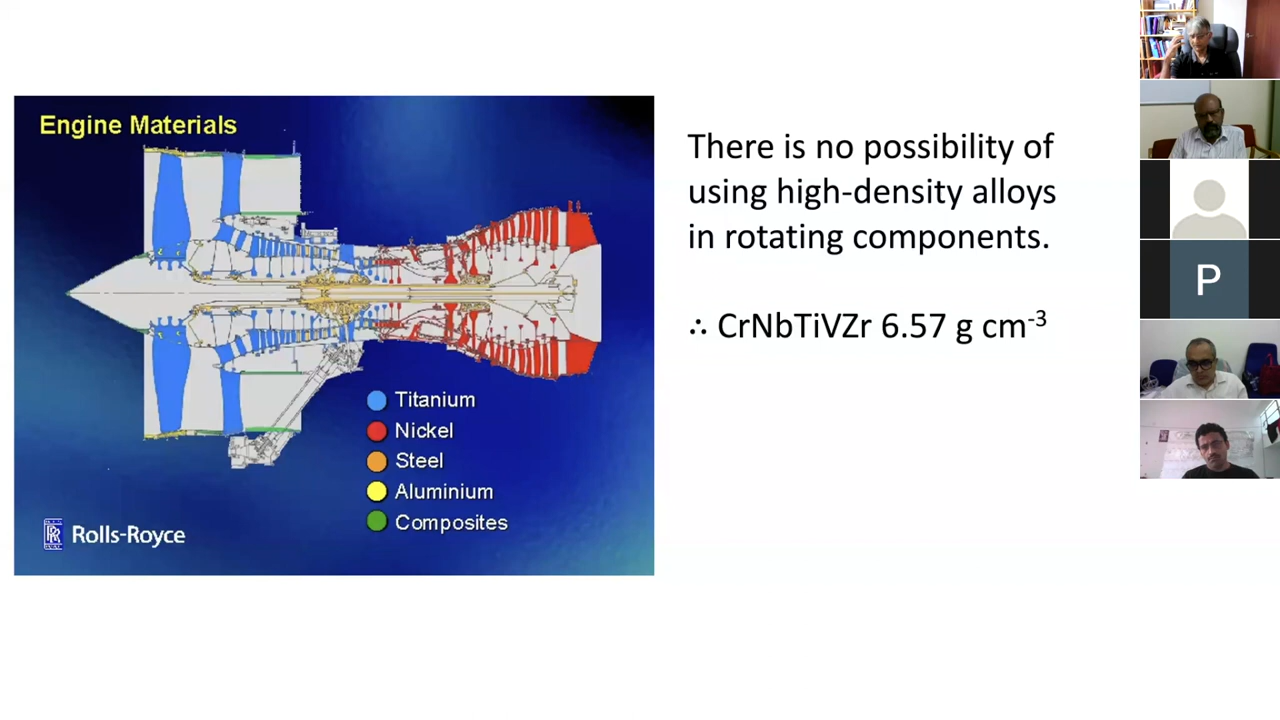 Engine Materials
Titanium
Nickel
Steel
Aluminium
Composites
RR
Rolls-Royce
There is no possibility of
using high-density alloys
in rotating components.
∴ CrNbTiVZr 6.57 g cm⁻³
P